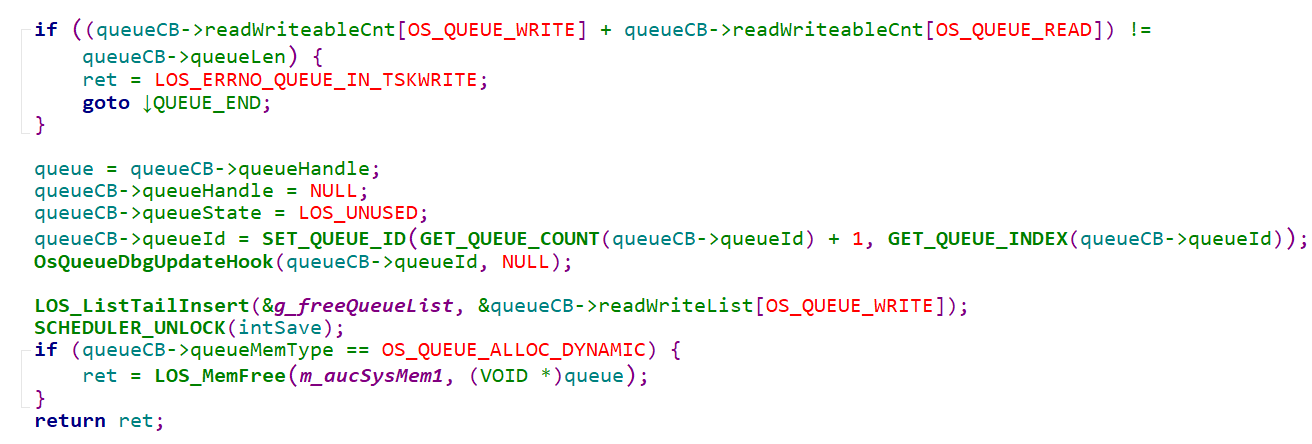 if ((queueCB->readWriteableCnt[OS_QUEUE_WRITE] + queueCB->readWriteableCnt[OS_QUEUE_READ]) !=
    queueCB->queueLen) {
    ret = LOS_ERRNO_QUEUE_IN_TSKWRITE;
    goto ↓QUEUE_END;
}

queue = queueCB->queueHandle;
queueCB->queueHandle = NULL;
queueCB->queueState = LOS_UNUSED;
queueCB->queueId = SET_QUEUE_ID(GET_QUEUE_COUNT(queueCB->queueId) + 1, GET_QUEUE_INDEX(queueCB->queueId));
OsQueueDbgUpdateHook(queueCB->queueId, NULL);

LOS_ListTailInsert(&g_freeQueueList, &queueCB->readWriteList[OS_QUEUE_WRITE]);
SCHEDULER_UNLOCK(intSave);
if (queueCB->queueMemType == OS_QUEUE_ALLOC_DYNAMIC) {
    ret = LOS_MemFree(m_aucSysMem1, (VOID *)queue);
}
return ret;